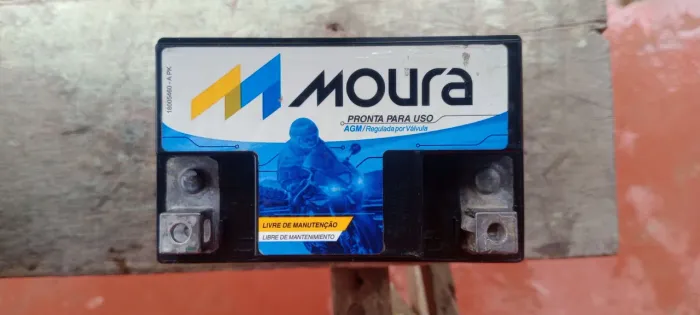 MOURA
PRONTA PARA USO
AGM/Regulada por Válvula
LIVRE DE MANUTENÇÃO
LIBRE DE MANTENIMIENTO